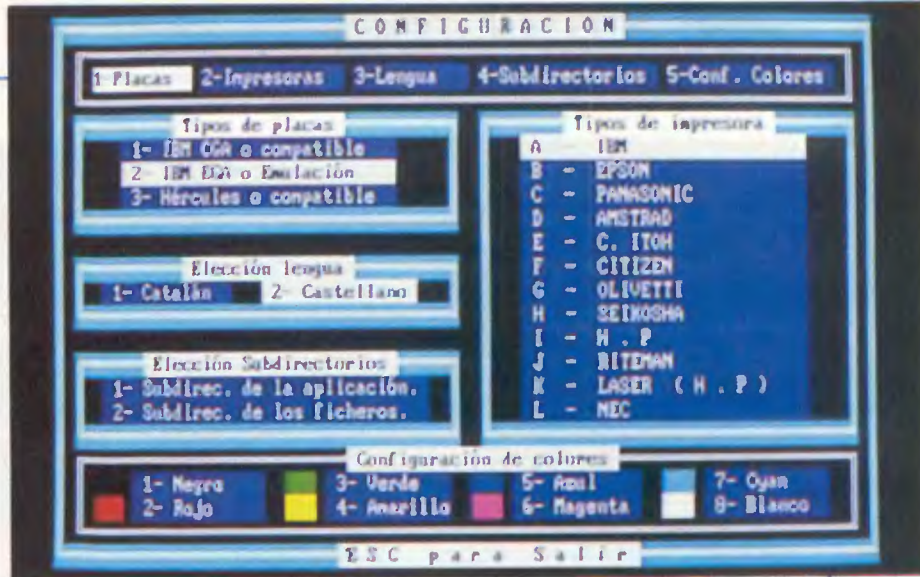 CONFIGURACION
1-Placas 2-Impresoras 3-Lengua 4-Subdirectorios 5-Conf. Colores
Tipos de placas
1- IBM CGA o compatible
2- IBM EGA o Emulación
3- Hércules o compatible
Elección lengua
1- Catalán 2- Castellano
Elección Subdirectorios
1- Subdirec. de la aplicación.
2- Subdirec. de los ficheros.
Tipos de impresora
A - IBM
B - EPSON
C - PANASONIC
D - AMSTRAD
E - C. ITOH
F - CITIZEN
G - OLIVETTI
H - SEIKOSHA
I - H . P
J - RITEMAN
K - LASER ( H . P )
L - NEC
Configuración de colores
1- Negro 3- Verde 5- Azul 7- Cyan
2- Rojo 4- Amarillo 6- Magenta 8- Blanco
ESC para Salir